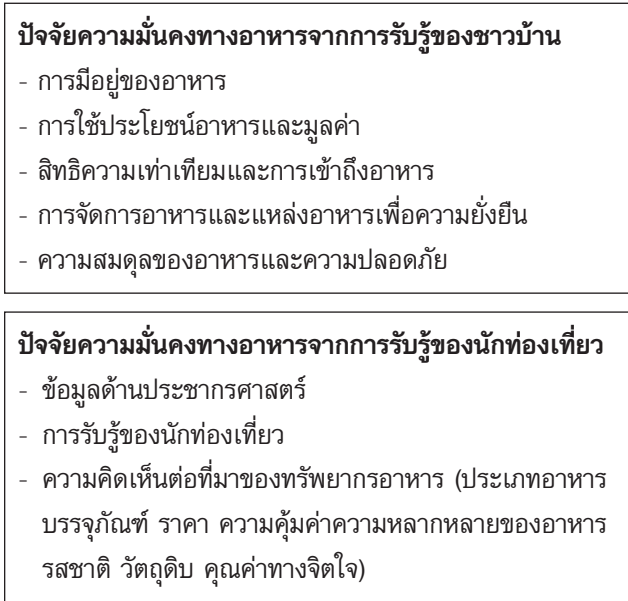 ปัจจัยความมั่นคงทางอาหารจากการรับรู้ของชาวบ้าน
- การมีอยู่ของอาหาร
- การใช้ประโยชน์อาหารและมูลค่า
- สิทธิความเท่าเทียมและการเข้าถึงอาหาร
- การจัดการอาหารและแหล่งอาหารเพื่อความยั่งยืน
- ความสมดุลของอาหารและความปลอดภัย
ปัจจัยความมั่นคงทางอาหารจากการรับรู้ของนักท่องเที่ยว
- ข้อมูลด้านประชากรศาสตร์
- การรับรู้ของนักท่องเที่ยว
- ความคิดเห็นต่อที่มาของทรัพยากรอาหาร (ประเภทอาหาร
บรรจุภัณฑ์ ราคา ความคุ้มค่าความหลากหลายของอาหาร
รสชาติ วัตถุดิบ คุณค่าทางจิตใจ)